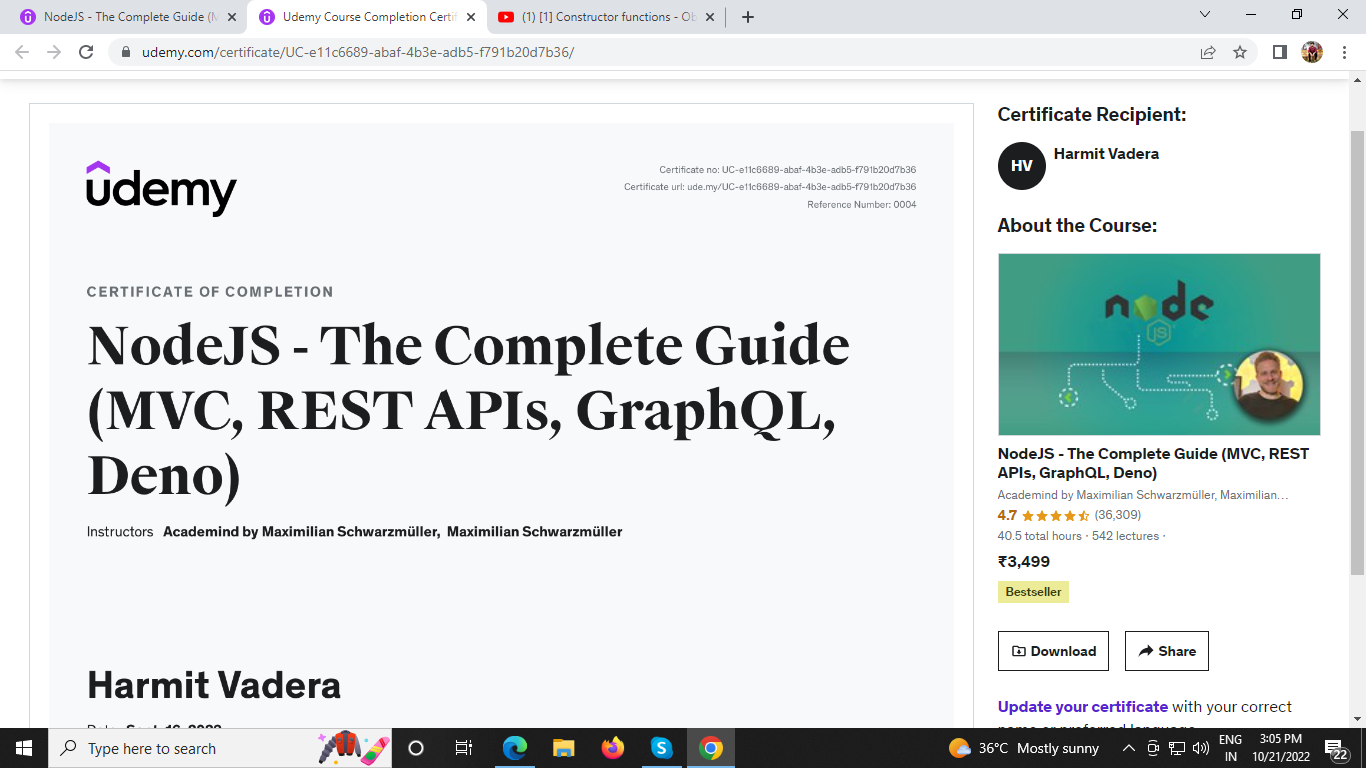 NodeJS - The Complete Guide (M
Udemy Course Completion Certif
(1) [1] Constructor functions - Ob
udemy.com/certificate/UC-e11c6689-abaf-4b3e-adb5-f791b20d7b36/
udemy
Certificate no: UC-e11c6689-abaf-4b3e-adb5-f791b20d7b36
Certificate url: ude.my/UC-e11c6689-abaf-4b3e-adb5-f791b20d7b36
Reference Number: 0004
CERTIFICATE OF COMPLETION
NodeJS - The Complete Guide
(MVC, REST APIs, GraphQL,
Deno)
Instructors Academind by Maximilian Schwarzmüller, Maximilian Schwarzmüller
Harmit Vadera
Certificate Recipient:
HV
Harmit Vadera
About the Course:
node
JS
NodeJS - The Complete Guide (MVC, REST
APIs, GraphQL, Deno)
Academind by Maximilian Schwarzmüller, Maximilian…
4.7 (36,309)
40.5 total hours · 542 lectures ·
₹3,499
Bestseller
Download
Share
Update your certificate with your correct
Type here to search
36°C Mostly sunny
ENG
IN
3:05 PM
10/21/2022
22